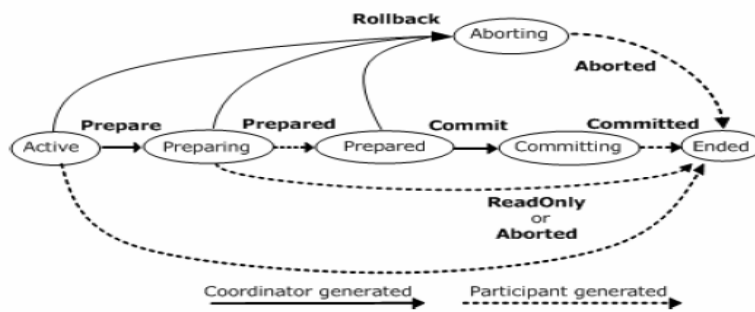 Rollback
Aborting
Aborted
Prepare
Prepared
Commit
Committed
Active
Preparing
Prepared
Committing
Ended
ReadOnly
or
Aborted
Coordinator generated
Participant generated